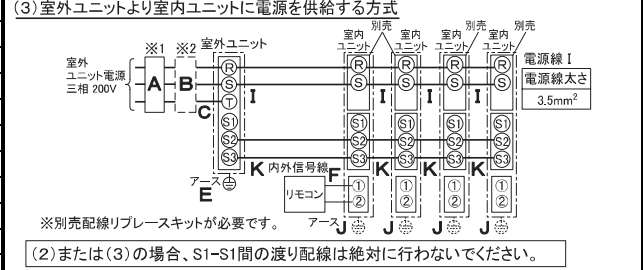 (3)室外ユニットより室内ユニットに電源を供給する方式
※1 ※2 室外ユニット
室内ユニット 別売 室内ユニット 室内ユニット 別売 室内ユニット 別売
室外
ユニット電源
三相 200V
A B C
R S T S1 S2 S3
I
R S S1 S2 S3 ① ②
I
R S S1 S2 S3 ① ②
I
R S S1 S2 S3 ① ②
I
R S S1 S2 S3 ① ②
電源線 I
電源線太さ
3.5mm²
K 内外信号線 F K K K
アース
E
リモコン
アース J J J J
※別売配線リプレースキットが必要です。
(2)または(3)の場合、S1-S1間の渡り配線は絶対に行わないでください。